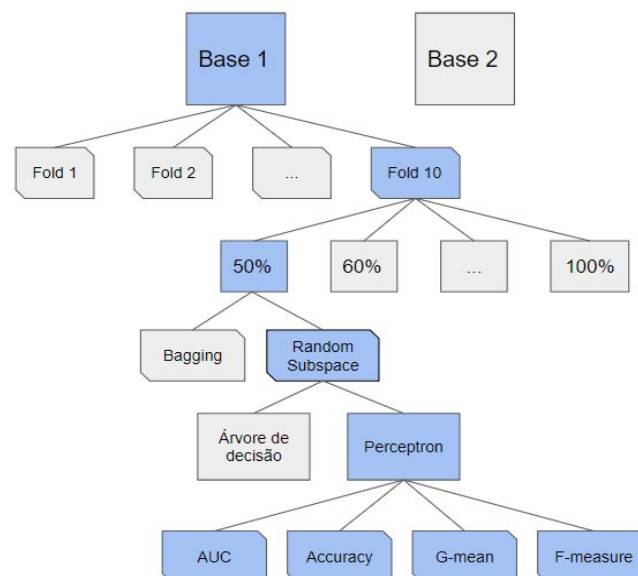 Base 1
Base 2
Fold 1
Fold 2
...
Fold 10
50%
60%
...
100%
Bagging
Random
Subspace
Árvore de
decisão
Perceptron
AUC
Accuracy
G-mean
F-measure